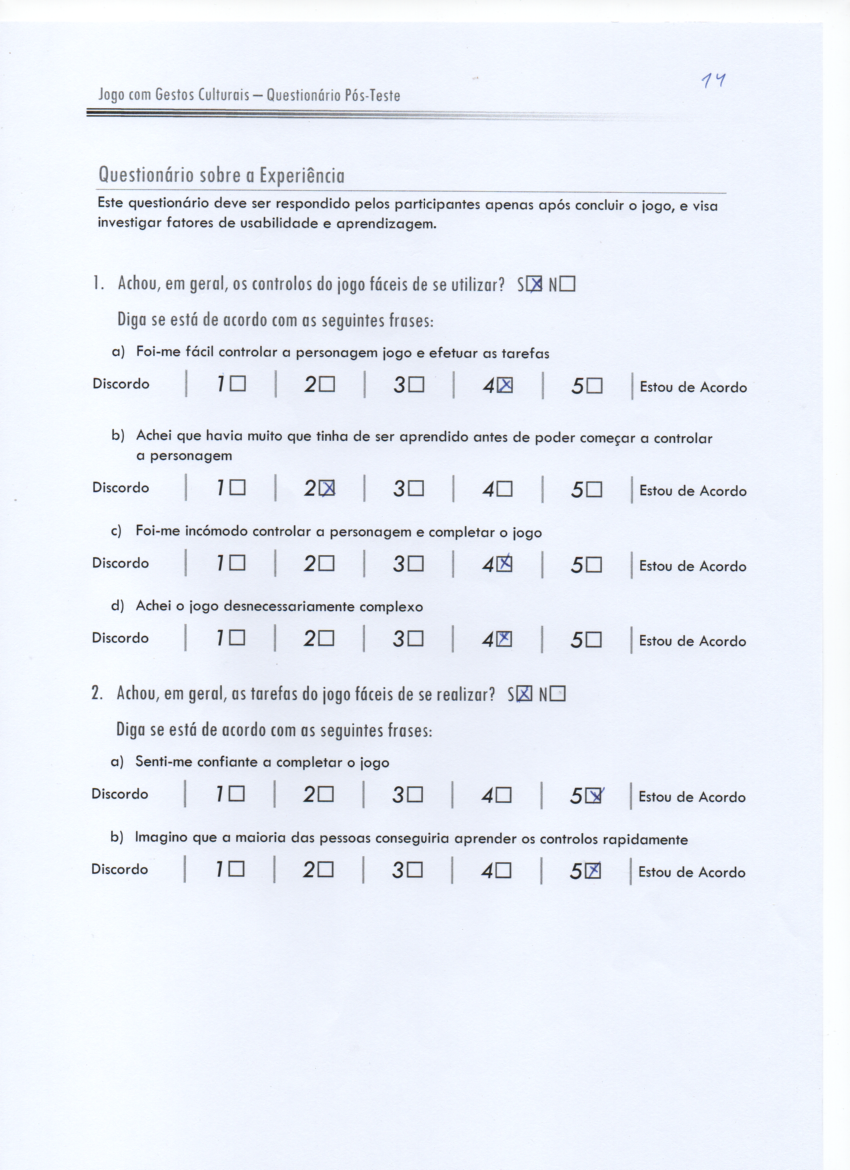 14
Jogo com Gestos Culturais – Questionário Pós-Teste
Questionário sobre a Experiência
Este questionário deve ser respondido pelos participantes apenas após concluir o jogo, e visa
investigar fatores de usabilidade e aprendizagem.
1. Achou, em geral, os controlos do jogo fáceis de se utilizar? S☒ N☐
Diga se está de acordo com as seguintes frases:
a) Foi-me fácil controlar a personagem jogo e efetuar as tarefas
Discordo | 1☐ | 2☐ | 3☐ | 4☒ | 5☐ | Estou de Acordo
b) Achei que havia muito que tinha de ser aprendido antes de poder começar a controlar
a personagem
Discordo | 1☐ | 2☒ | 3☐ | 4☐ | 5☐ | Estou de Acordo
c) Foi-me incómodo controlar a personagem e completar o jogo
Discordo | 1☐ | 2☐ | 3☐ | 4☒ | 5☐ | Estou de Acordo
d) Achei o jogo desnecessariamente complexo
Discordo | 1☐ | 2☐ | 3☐ | 4☒ | 5☐ | Estou de Acordo
2. Achou, em geral, as tarefas do jogo fáceis de se realizar? S☒ N☐
Diga se está de acordo com as seguintes frases:
a) Senti-me confiante a completar o jogo
Discordo | 1☐ | 2☐ | 3☐ | 4☐ | 5☒ | Estou de Acordo
b) Imagino que a maioria das pessoas conseguiria aprender os controlos rapidamente
Discordo | 1☐ | 2☐ | 3☐ | 4☐ | 5☒ | Estou de Acordo